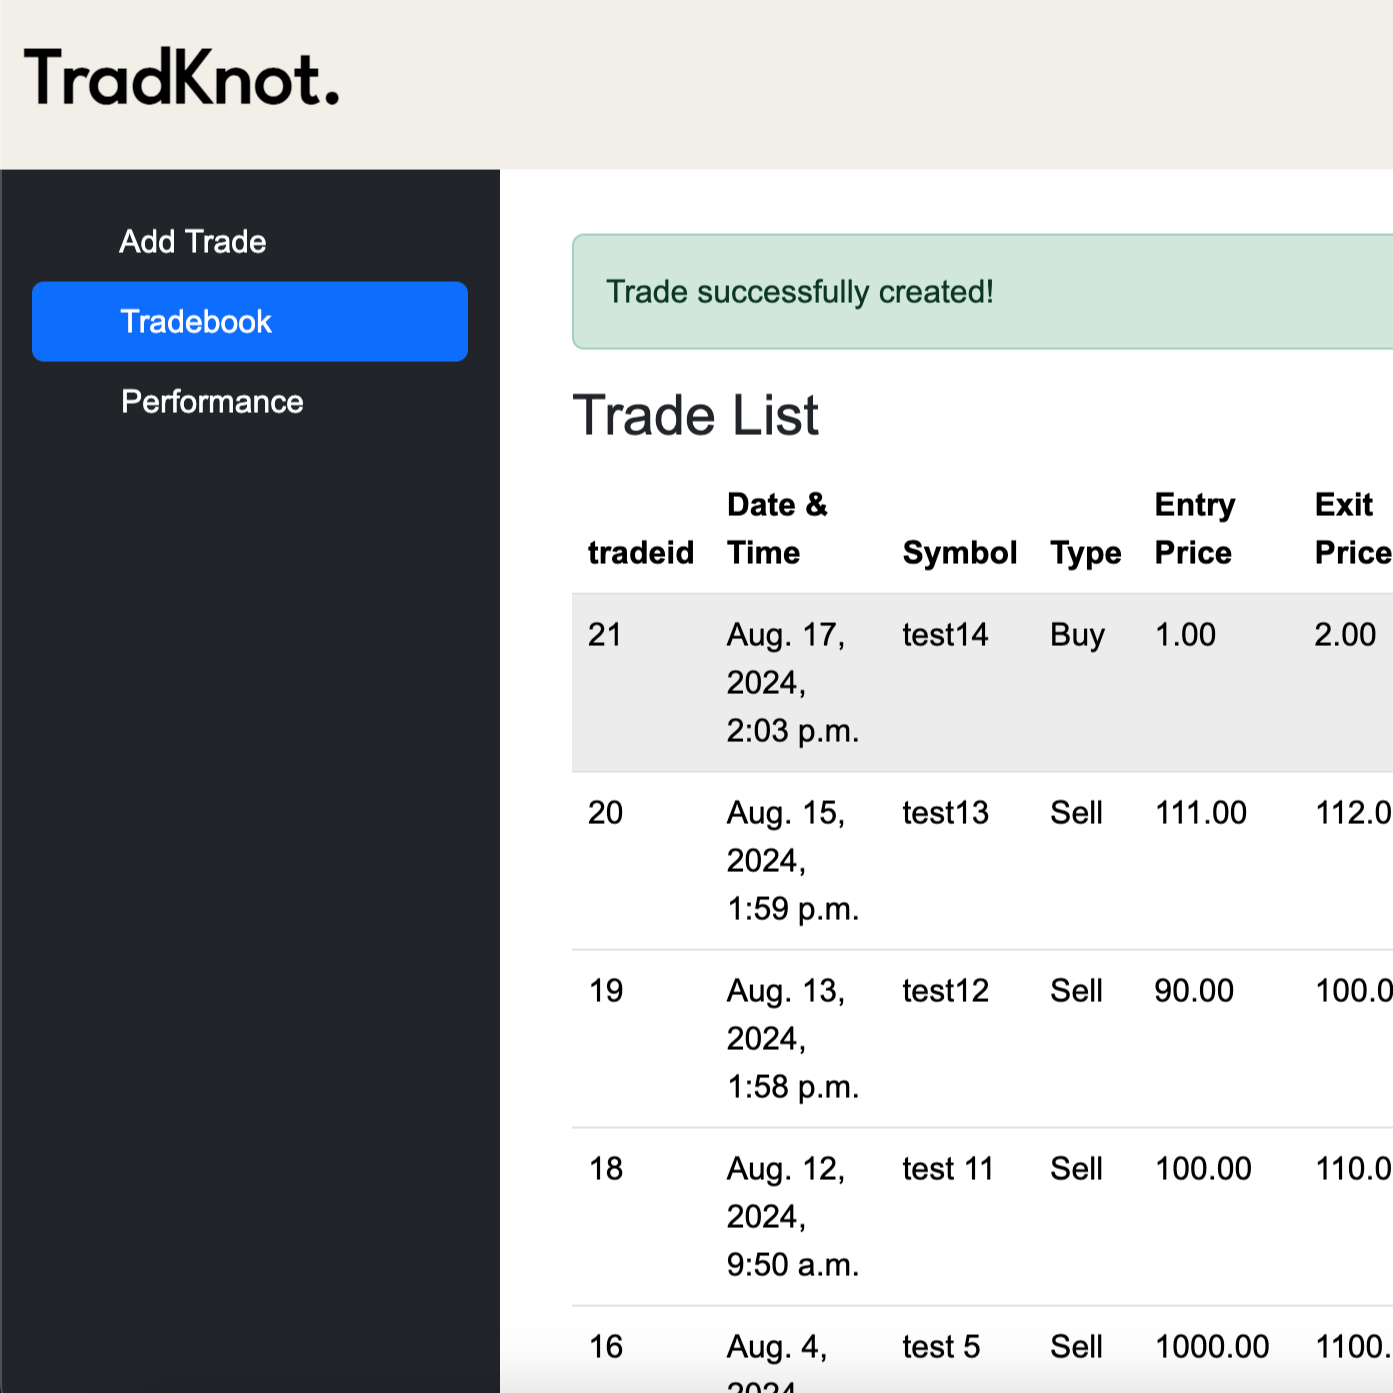 TradKnot.
Add Trade
Tradebook
Performance
Trade successfully created!
Trade List
tradeid Date & Time Symbol Type Entry Price Exit Price
21 Aug. 17, 2024, 2:03 p.m. test14 Buy 1.00 2.00
20 Aug. 15, 2024, 1:59 p.m. test13 Sell 111.00 112.0
19 Aug. 13, 2024, 1:58 p.m. test12 Sell 90.00 100.0
18 Aug. 12, 2024, 9:50 a.m. test 11 Sell 100.00 110.0
16 Aug. 4, 2024 test 5 Sell 1000.00 1100.